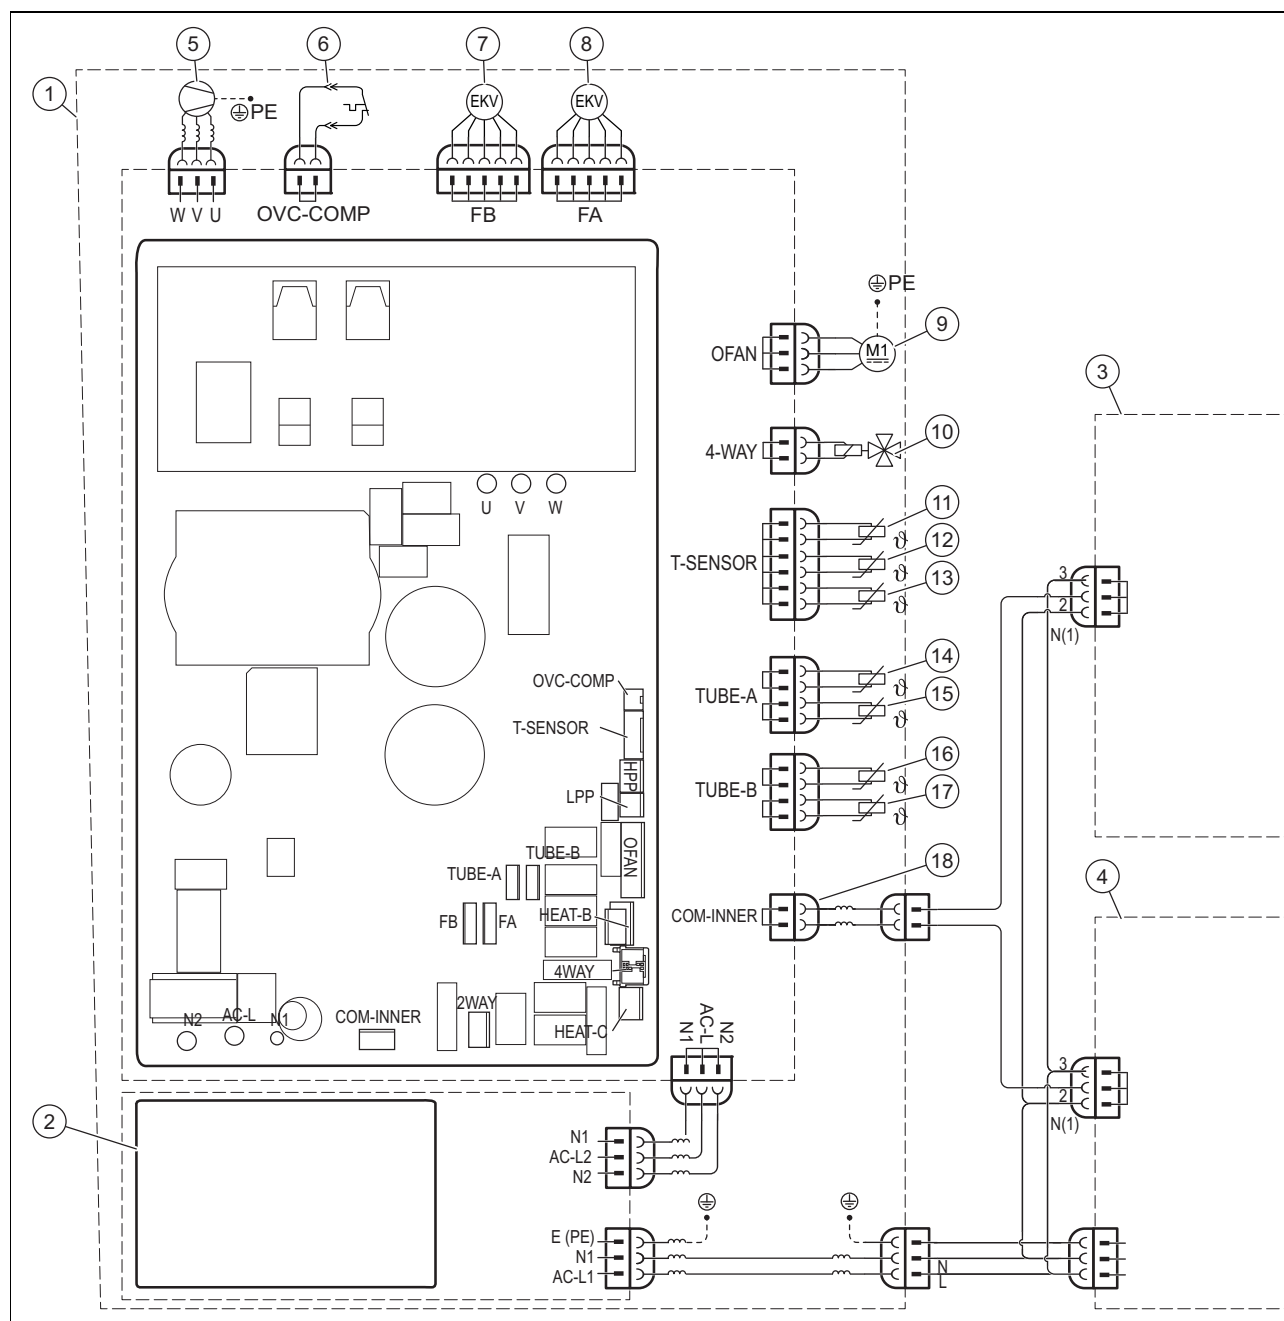 5
6
7
8
1
EKV
EKV
PE
W V U
OVC-COMP
FB
FA
PE
9
OFAN
M1
3
4-WAY
10
U
V
W
11
T-SENSOR
ϑ
12
ϑ
13
ϑ
3
2
N(1)
14
OVC-COMP
TUBE-A
ϑ
15
T-SENSOR
ϑ
HPP
16
LPP
TUBE-B
ϑ
17
ϑ
OFAN
TUBE-B
TUBE-A
18
4
FB
FA
HEAT-B
COM-INNER
4WAY
2WAY
N2
AC-L
N1
COM-INNER
HEAT-C
N1
AC-L
N2
3
2
N(1)
2
N1
AC-L2
N2
E (PE)
N1
AC-L1
N
L